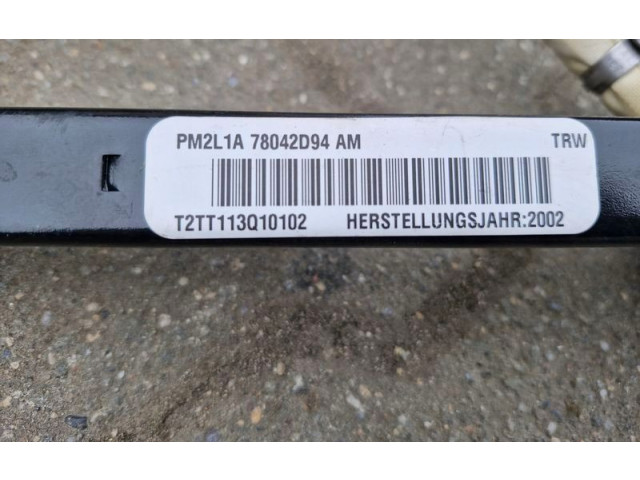 PM2L1A 78042D94 AM TRW
T2TT113Q10102 HERSTELLUNGSJAHR:2002